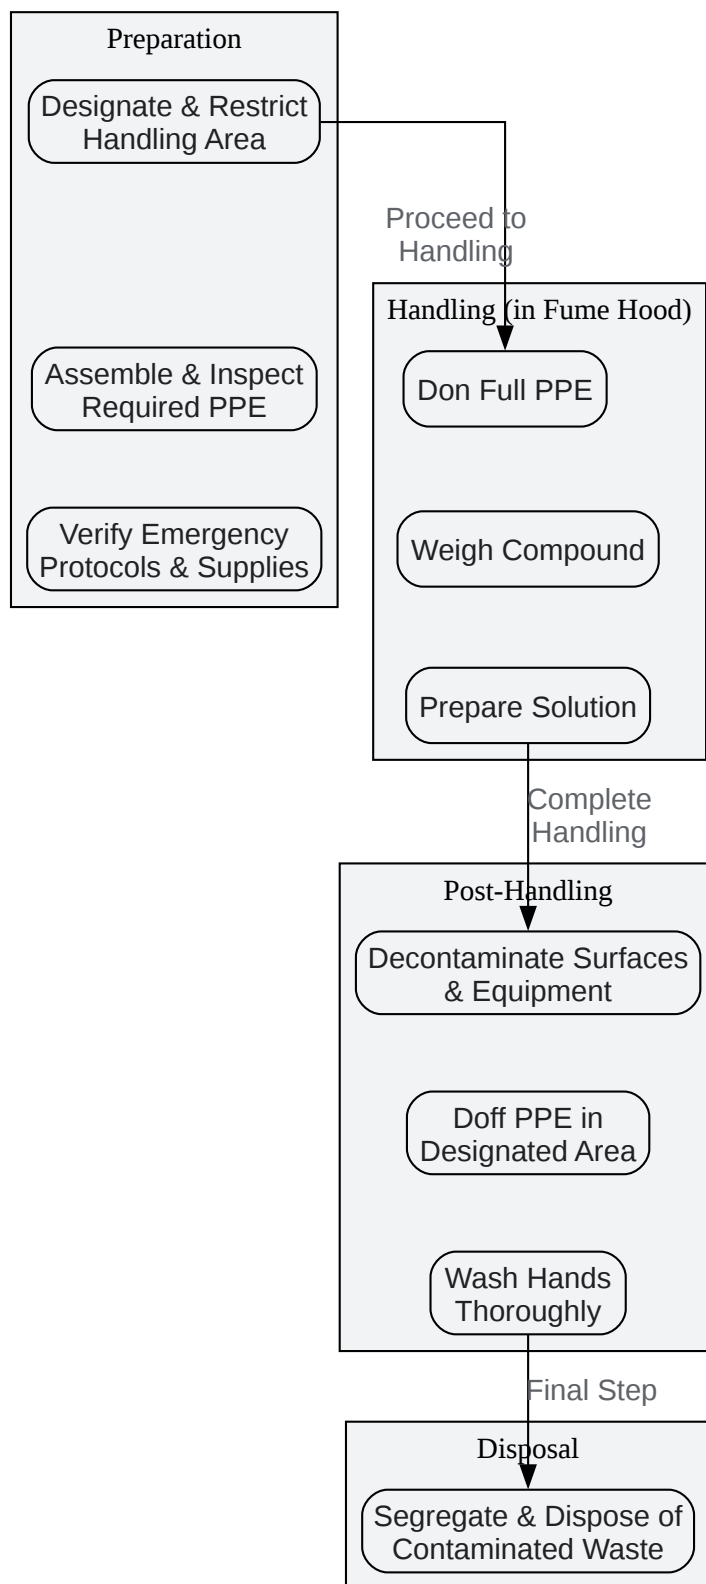 Preparation
Designate & Restrict
Handling Area
Proceed to
Handling
Handling (in Fume Hood)
Assemble & Inspect
Required PPE
Don Full PPE
Verify Emergency
Protocols & Supplies
Weigh Compound
Prepare Solution
Complete
Handling
Post-Handling
Decontaminate Surfaces
& Equipment
Doff PPE in
Designated Area
Wash Hands
Thoroughly
Final Step
Disposal
Segregate & Dispose of
Contaminated Waste